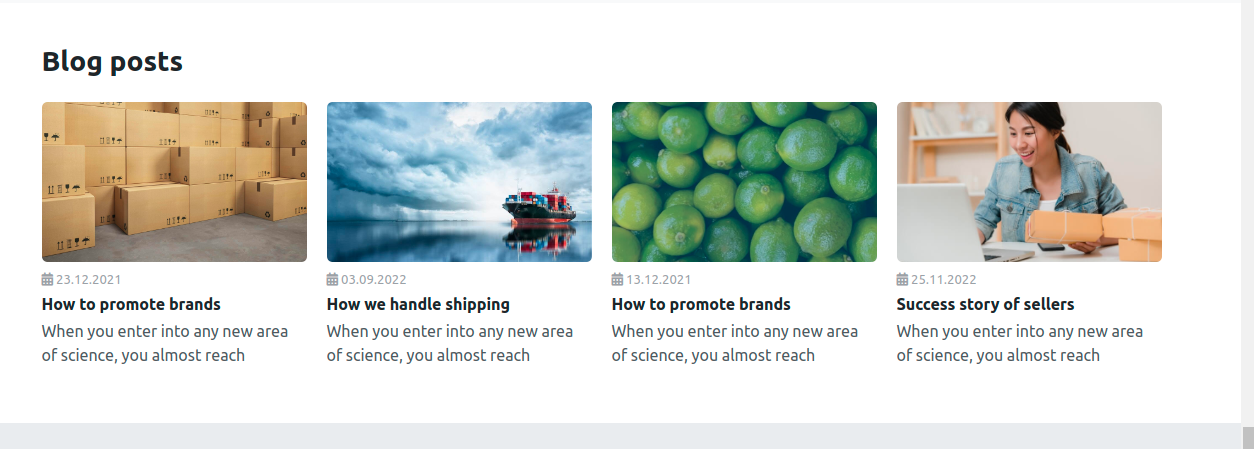 Blog posts
23.12.2021
How to promote brands
When you enter into any new area
of science, you almost reach
03.09.2022
How we handle shipping
When you enter into any new area
of science, you almost reach
13.12.2021
How to promote brands
When you enter into any new area
of science, you almost reach
25.11.2022
Success story of sellers
When you enter into any new area
of science, you almost reach